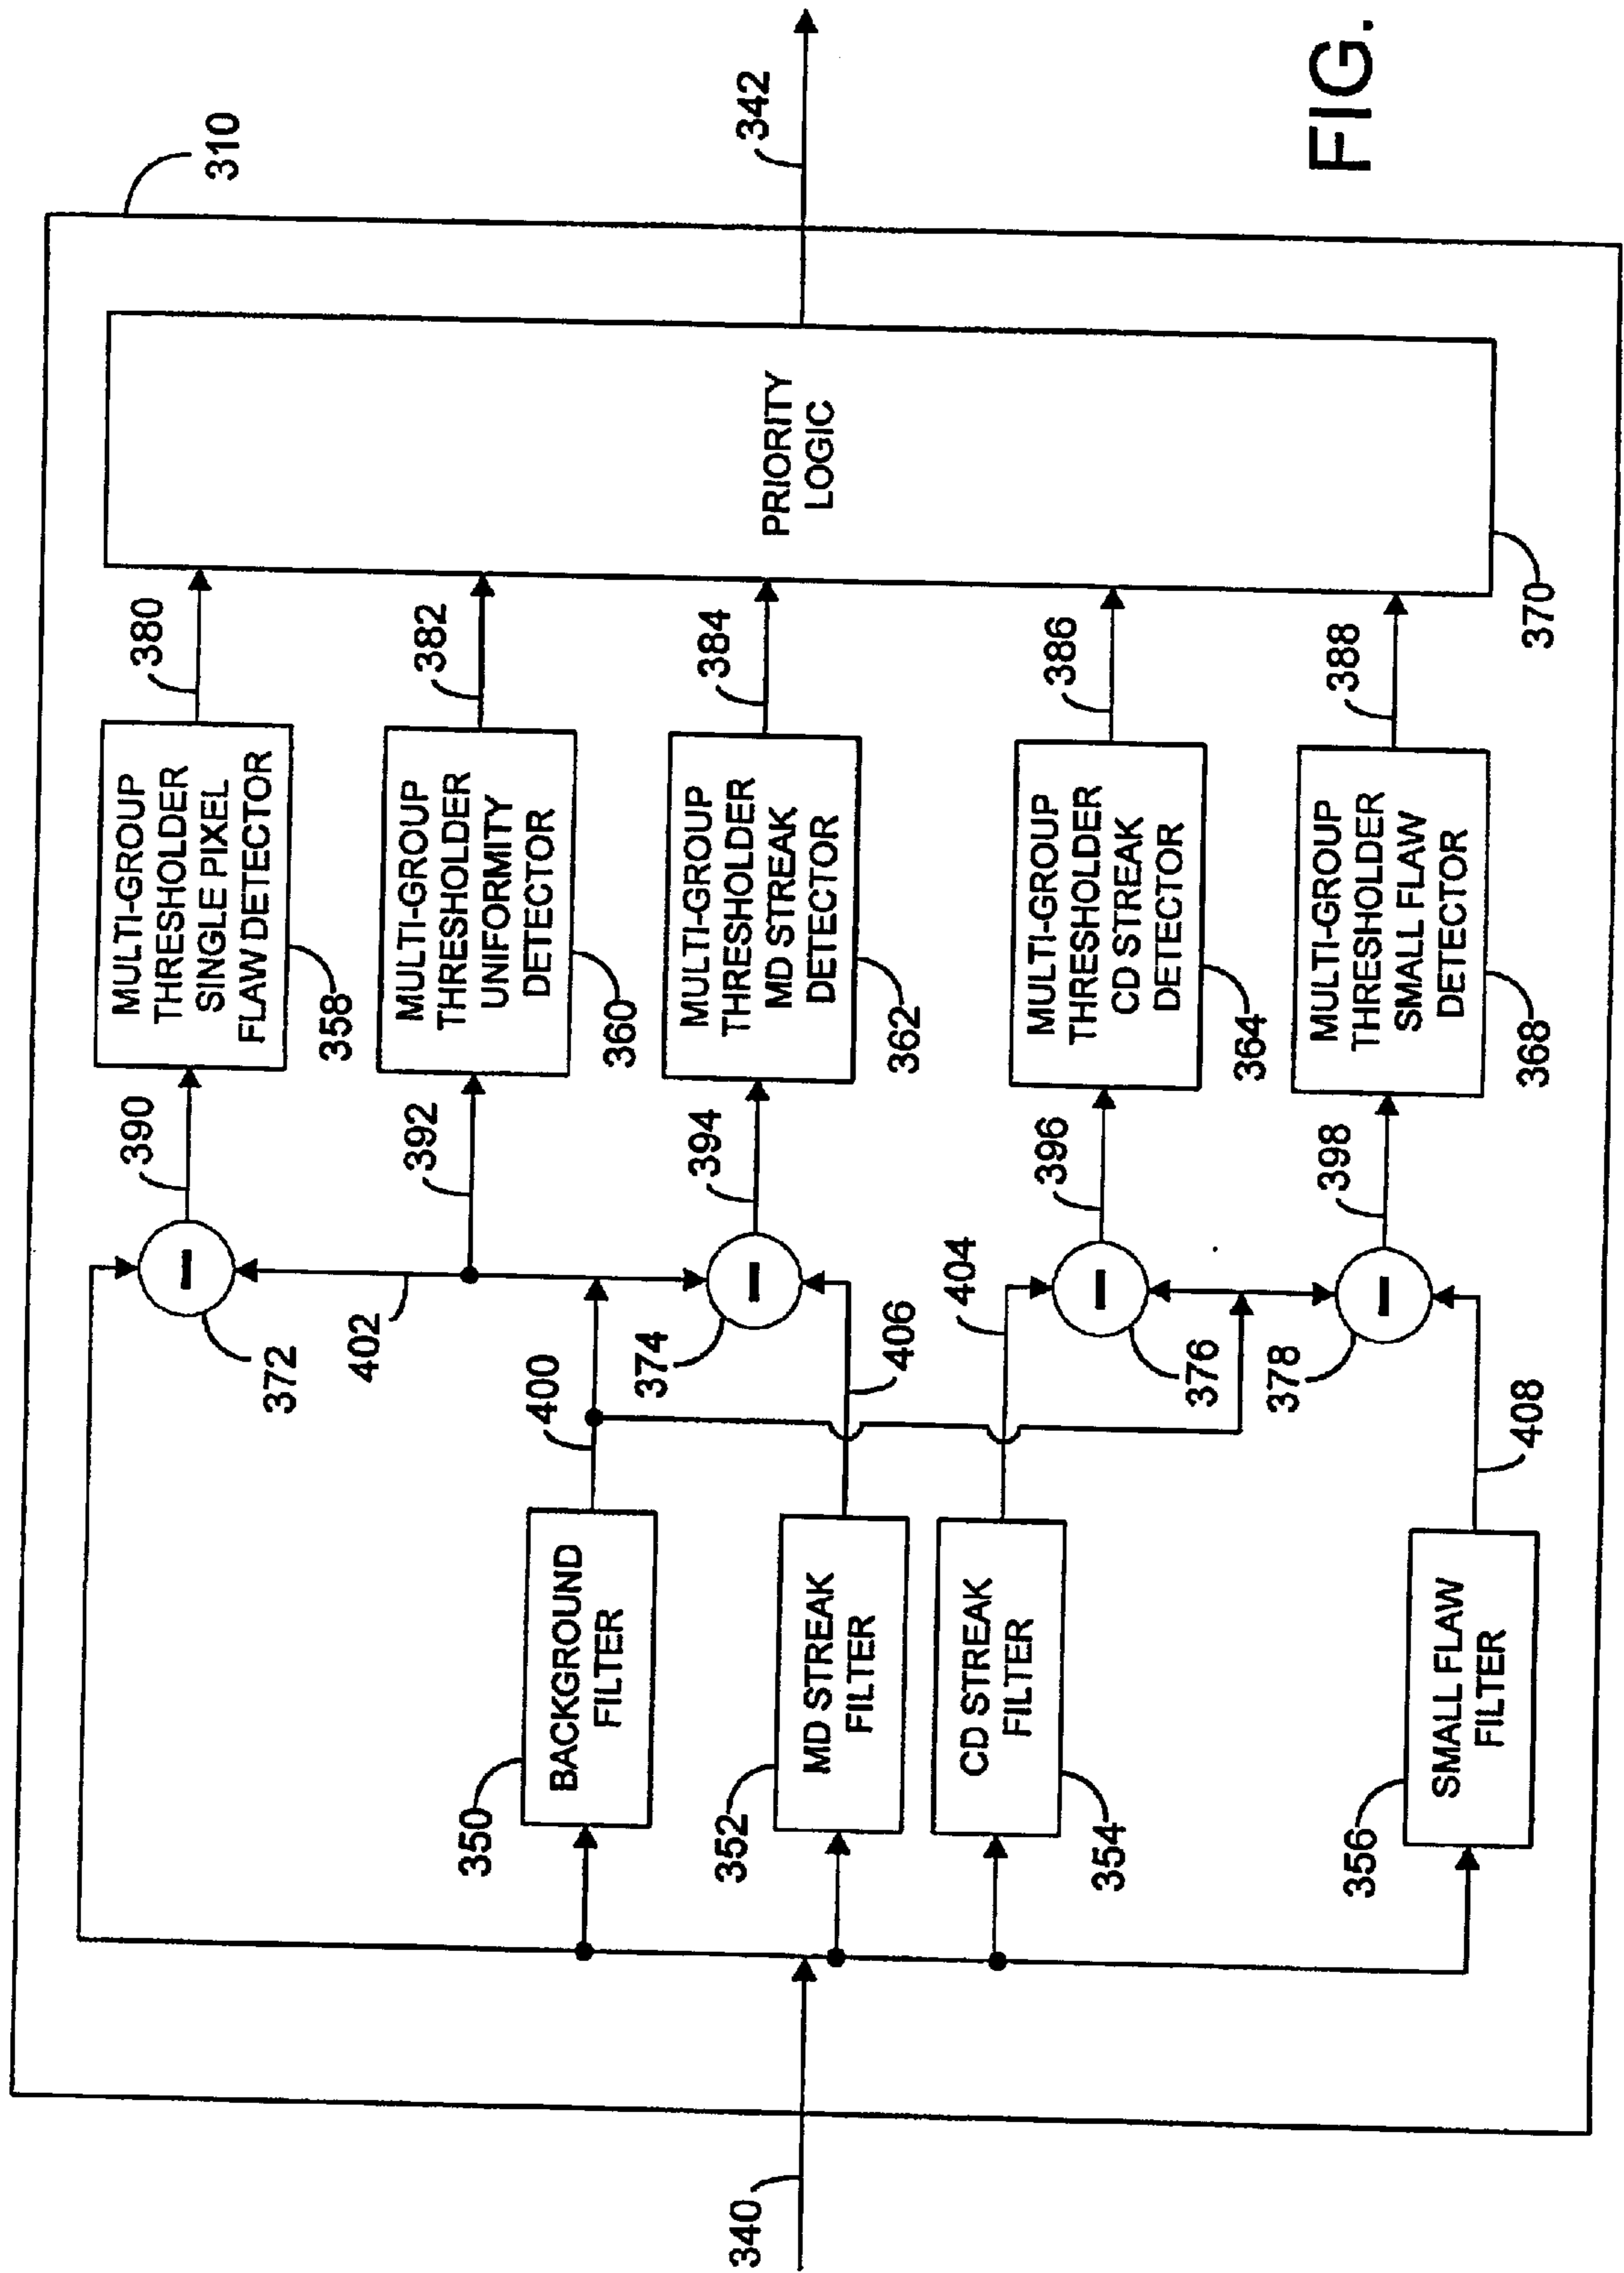 310
340
342
350
BACKGROUND
FILTER
352
MD STREAK
FILTER
354
CD STREAK
FILTER
356
SMALL FLAW
FILTER
400
402
404
406
408
372
374
376
378
390
392
394
396
398
MULTI-GROUP
THRESHOLDER
SINGLE PIXEL
FLAW DETECTOR
358
MULTI-GROUP
THRESHOLDER
UNIFORMITY
DETECTOR
360
MULTI-GROUP
THRESHOLDER
MD STREAK
DETECTOR
362
MULTI-GROUP
THRESHOLDER
CD STREAK
DETECTOR
364
MULTI-GROUP
THRESHOLDER
SMALL FLAW
DETECTOR
368
380
382
384
386
388
PRIORITY
LOGIC
370
FIG.